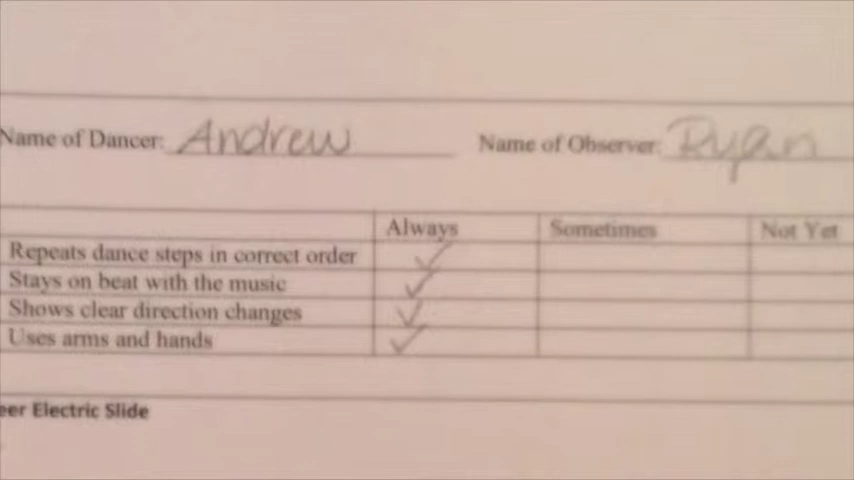 Name of Dancer: Andrew Name of Observer: Ryan
Always Sometimes Not Yet
Repeats dance steps in correct order
Stays on beat with the music
Shows clear direction changes
Uses arms and hands
eer Electric Slide